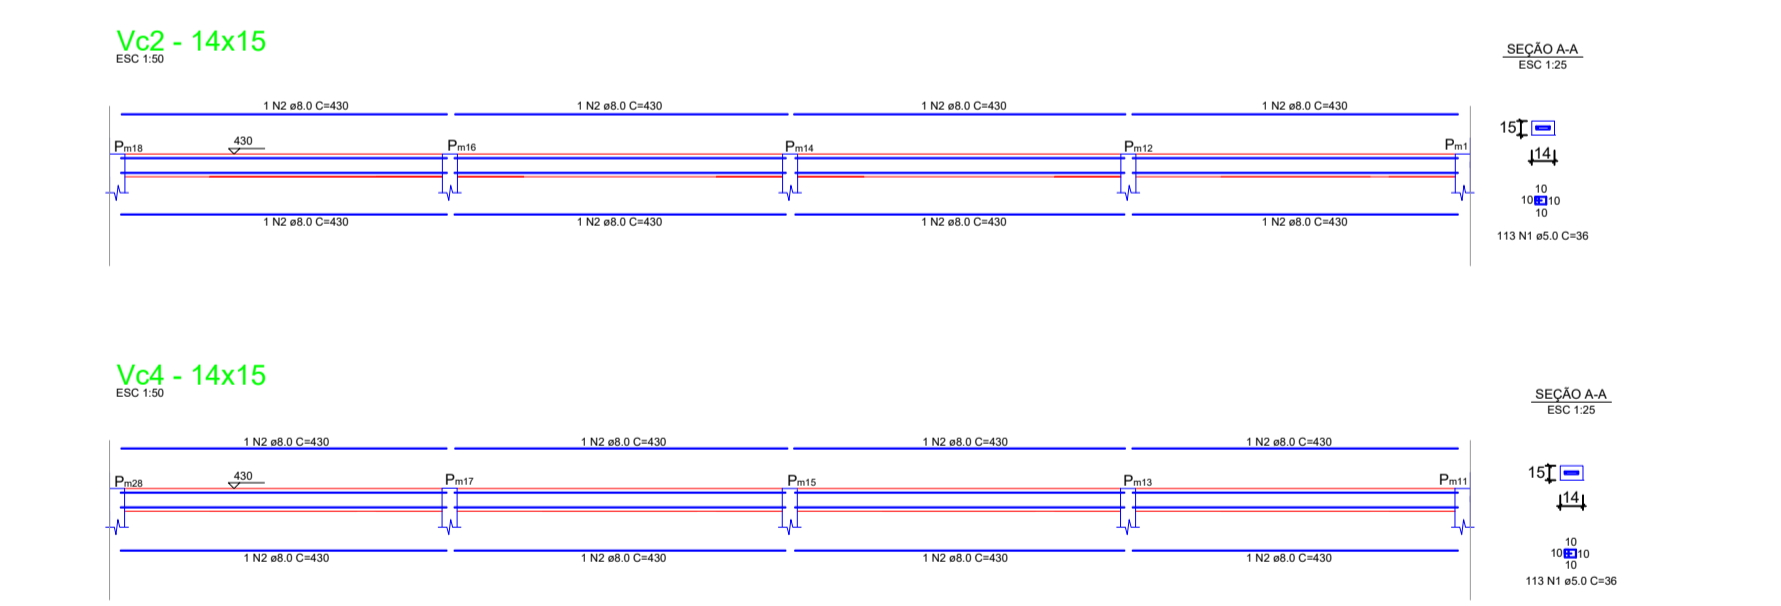 Vc2 - 14x15
ESC 1:50
SEÇÃO A-A
ESC 1:25
1 N2 ø8.0 C=430 1 N2 ø8.0 C=430 1 N2 ø8.0 C=430 1 N2 ø8.0 C=430
15
Pm18 430 Pm16 Pm14 Pm12 Pm1
14
10
10 10
10
1 N2 ø8.0 C=430 1 N2 ø8.0 C=430 1 N2 ø8.0 C=430 1 N2 ø8.0 C=430
113 N1 ø5.0 C=36
Vc4 - 14x15
ESC 1:50
SEÇÃO A-A
ESC 1:25
1 N2 ø8.0 C=430 1 N2 ø8.0 C=430 1 N2 ø8.0 C=430 1 N2 ø8.0 C=430
15
Pm28 430 Pm17 Pm15 Pm13 Pm11
14
10
10 10
10
1 N2 ø8.0 C=430 1 N2 ø8.0 C=430 1 N2 ø8.0 C=430 1 N2 ø8.0 C=430
113 N1 ø5.0 C=36